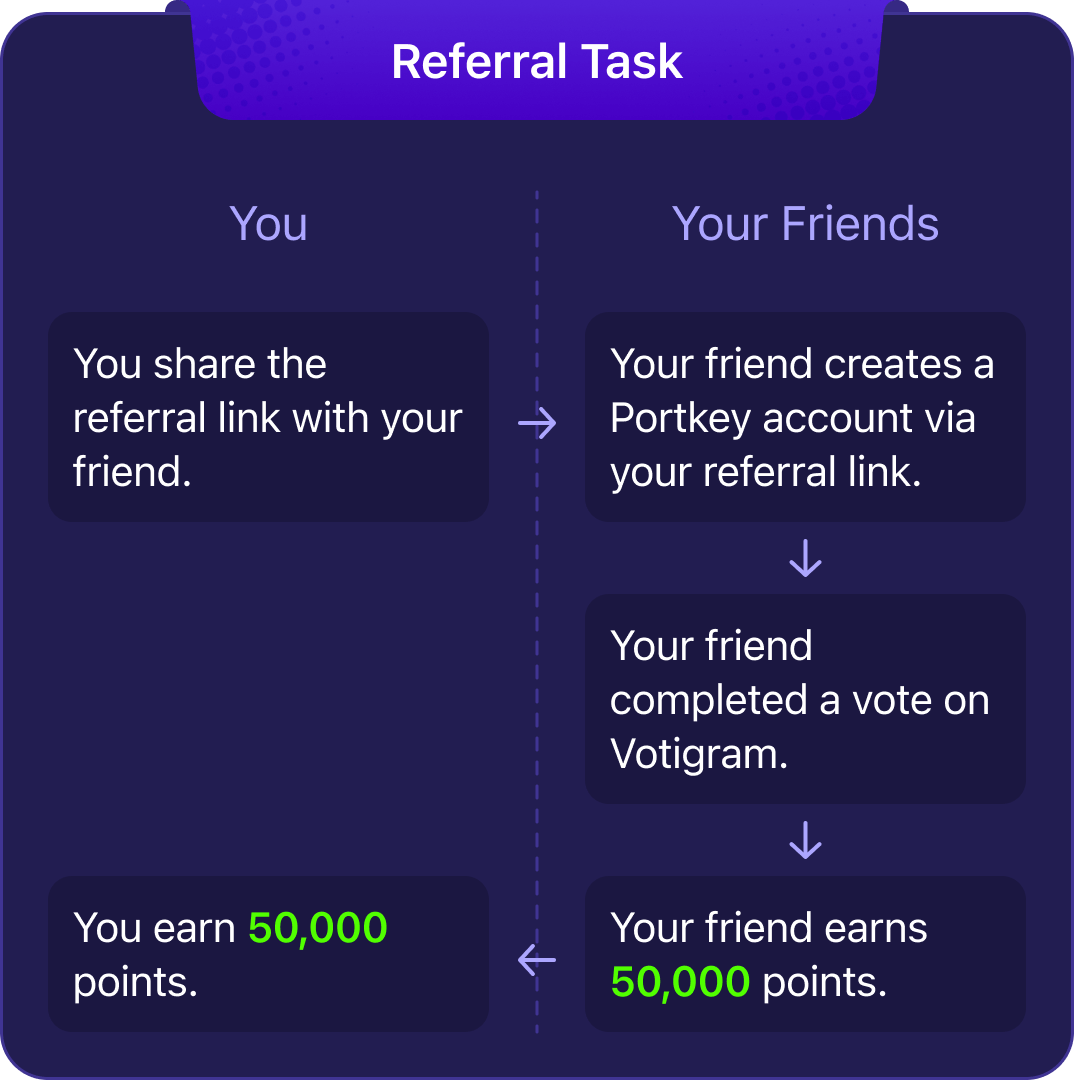 Referral Task
You
Your Friends
You share the
referral link with your
friend.
Your friend creates a
Portkey account via
your referral link.
Your friend
completed a vote on
Votigram.
You earn 50,000
points.
Your friend earns
50,000 points.